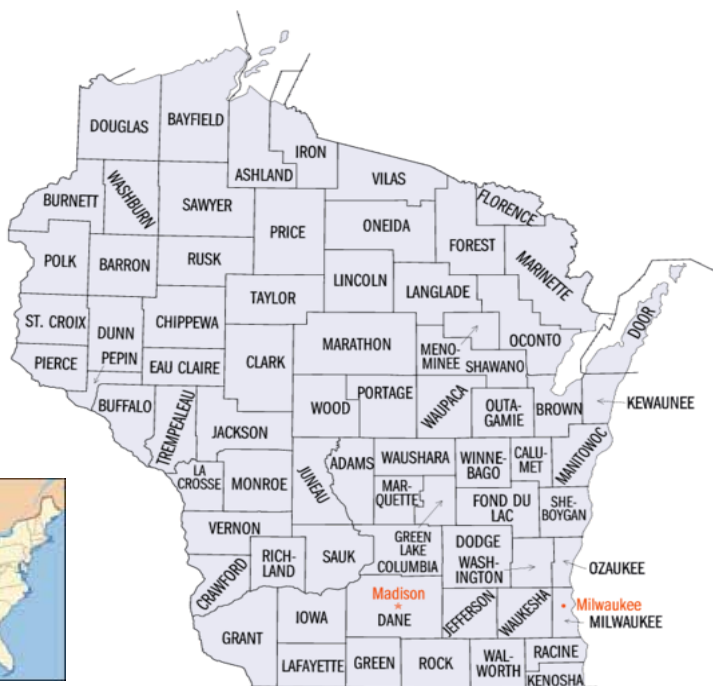 BAYFIELD
DOUGLAS
IRON
ASHLAND
VILAS
WASHBURN
BURNETT
SAWYER
FLORENCE
ONEIDA
PRICE
FOREST
RUSK
POLK
BARRON
MARINETTE
LINCOLN
LANGLADE
TAYLOR
ST. CROIX
CHIPPEWA
DUNN
DOOR
OCONTO
MARATHON
MENO-
MINEE
PIERCE
PEPIN
EAU CLAIRE
CLARK
SHAWANO
PORTAGE
WAUPACA
BUFFALO
WOOD
OUTA-
GAMIE
BROWN
KEWAUNEE
TREMPEALEAU
JACKSON
MANITOWOC
ADAMS
WAUSHARA
WINNE-
BAGO
CALU-
MET
LA
CROSSE
MONROE
JUNEAU
MAR-
QUETTE
FOND DU
LAC
SHE-
BOYGAN
VERNON
GREEN
LAKE
DODGE
RICH-
LAND
SAUK
COLUMBIA
WASH-
INGTON
OZAUKEE
CRAWFORD
Madison
DANE
JEFFERSON
WAUKESHA
Milwaukee
MILWAUKEE
IOWA
GRANT
LAFAYETTE
GREEN
ROCK
WAL-
WORTH
RACINE
KENOSHA